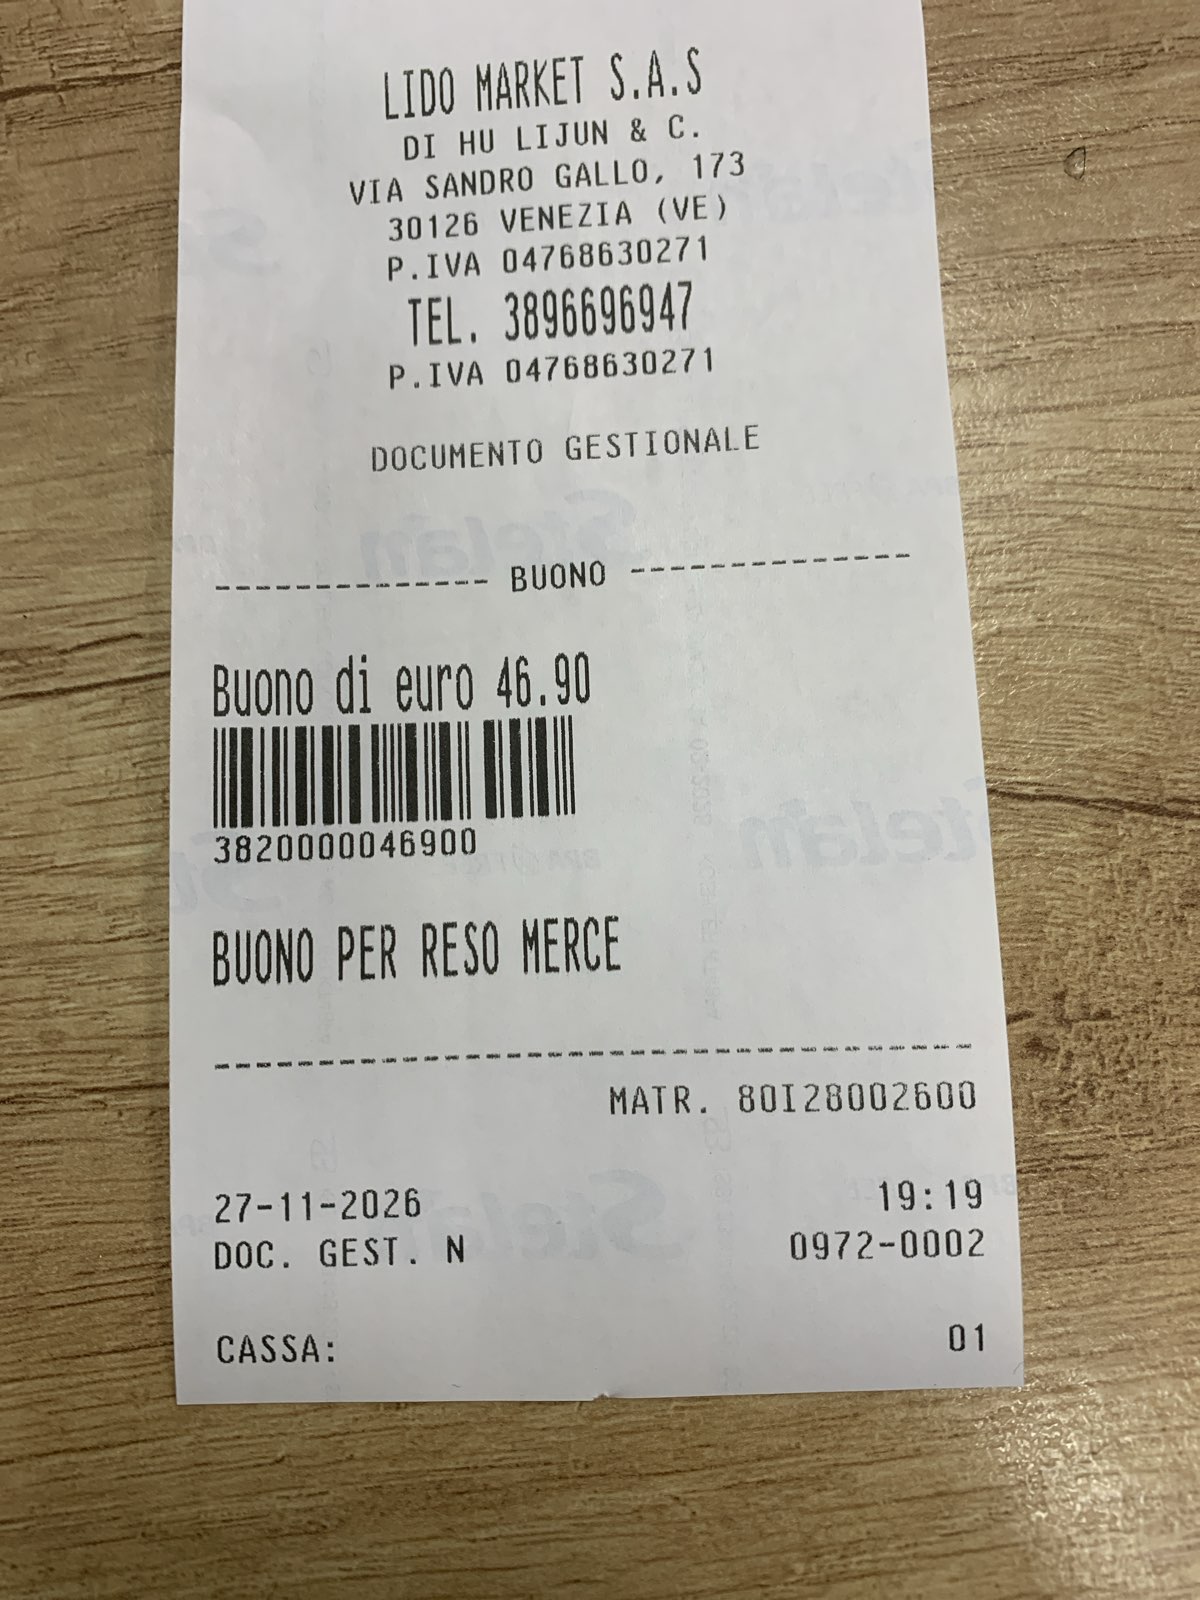 LIDO MARKET S.A.S
DI HU LIJUN & C.
VIA SANDRO GALLO, 173
30126 VENEZIA (VE)
P.IVA 04768630271
TEL. 3896696947
P.IVA 04768630271
DOCUMENTO GESTIONALE
------------- BUONO --------------
Buono di euro 46.90
3820000046900
BUONO PER RESO MERCE
MATR. 80I28002600
27-11-2026 19:19
DOC. GEST. N 0972-0002
CASSA: 01